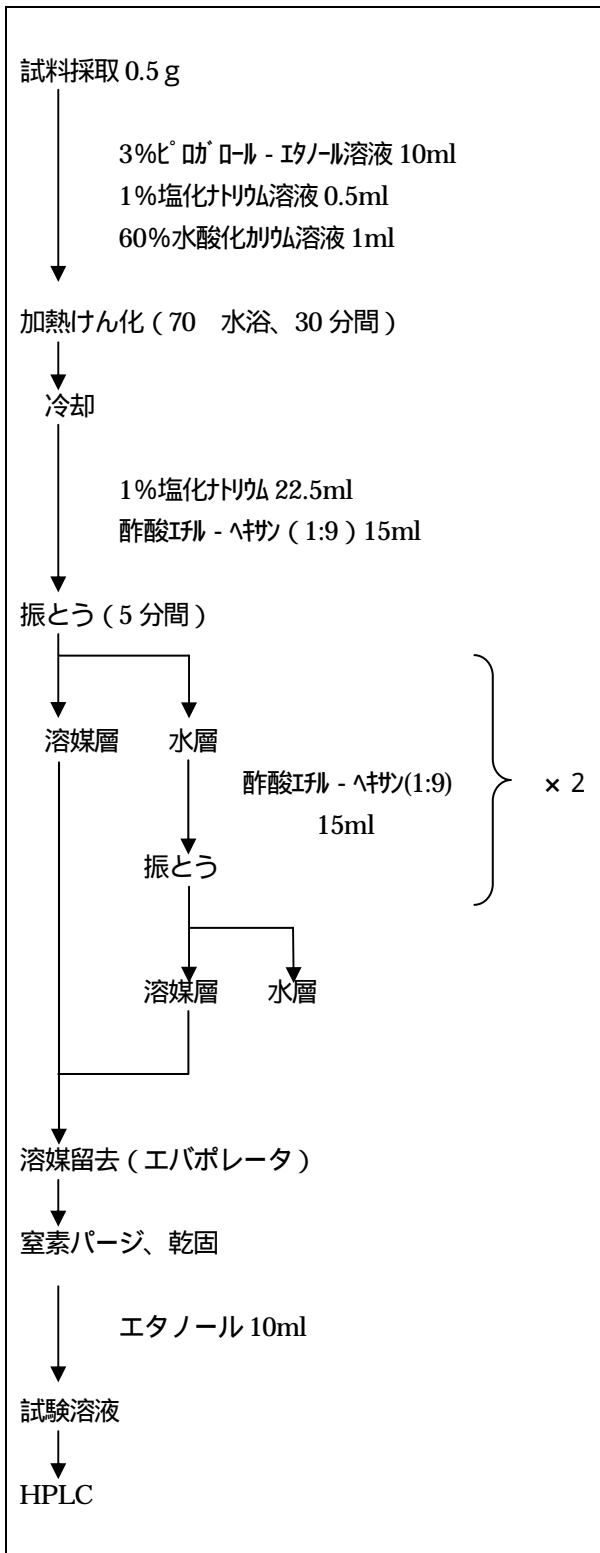 試料採取 0.5 g
3%ﾋﾟﾛｶﾞﾛｰﾙ - ｴﾀﾉｰﾙ溶液 10ml
1%塩化ﾅﾄﾘｳﾑ溶液 0.5ml
60%水酸化ｶﾘｳﾑ溶液 1ml
加熱けん化 ( 70 水浴、30 分間 )
冷却
1%塩化ﾅﾄﾘｳﾑ 22.5ml
酢酸ｴﾁﾙ - ﾍｷｻﾝ ( 1:9 ) 15ml
振とう ( 5 分間 )
溶媒層 水層
酢酸ｴﾁﾙ - ﾍｷｻﾝ(1:9)
15ml
× 2
振とう
溶媒層 水層
溶媒留去 ( エバポレータ )
窒素パージ、乾固
エタノール 10ml
試験溶液
HPLC